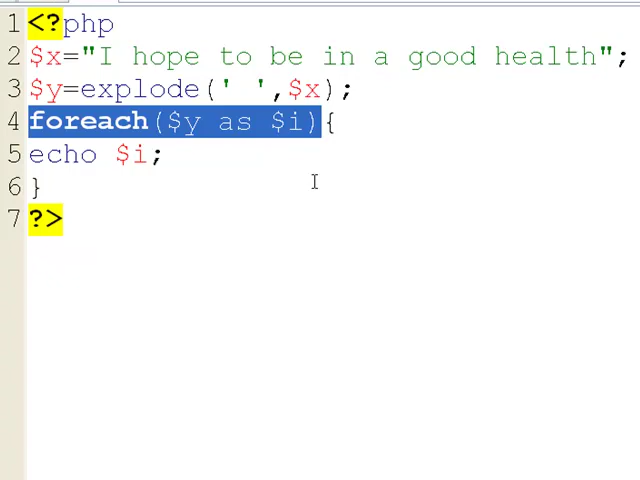 1 <?php
2 $x="I hope to be in a good health";
3 $y=explode(' ',$x);
4 foreach($y as $i){
5 echo $i;
6 }
7 ?>